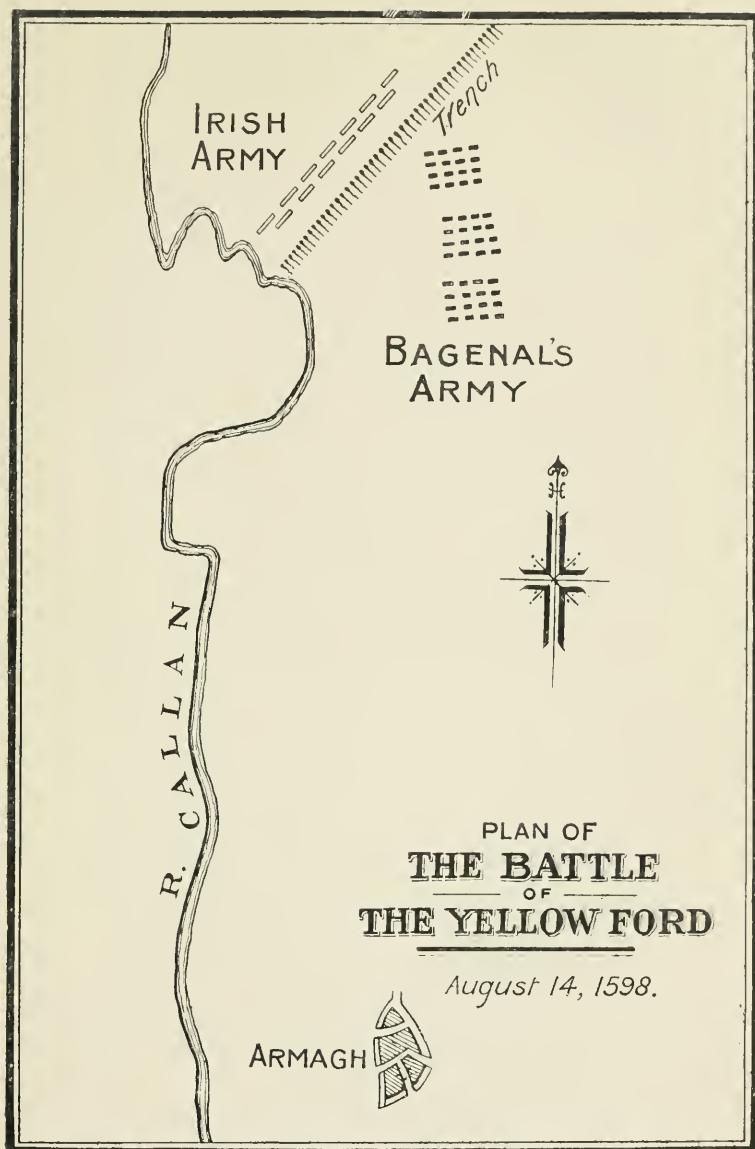 IRISH
ARMY
Trench
BAGENAL'S
ARMY
R. CALLAN
PLAN OF
THE BATTLE
OF
THE YELLOW FORD
August 14, 1598.
ARMAGH